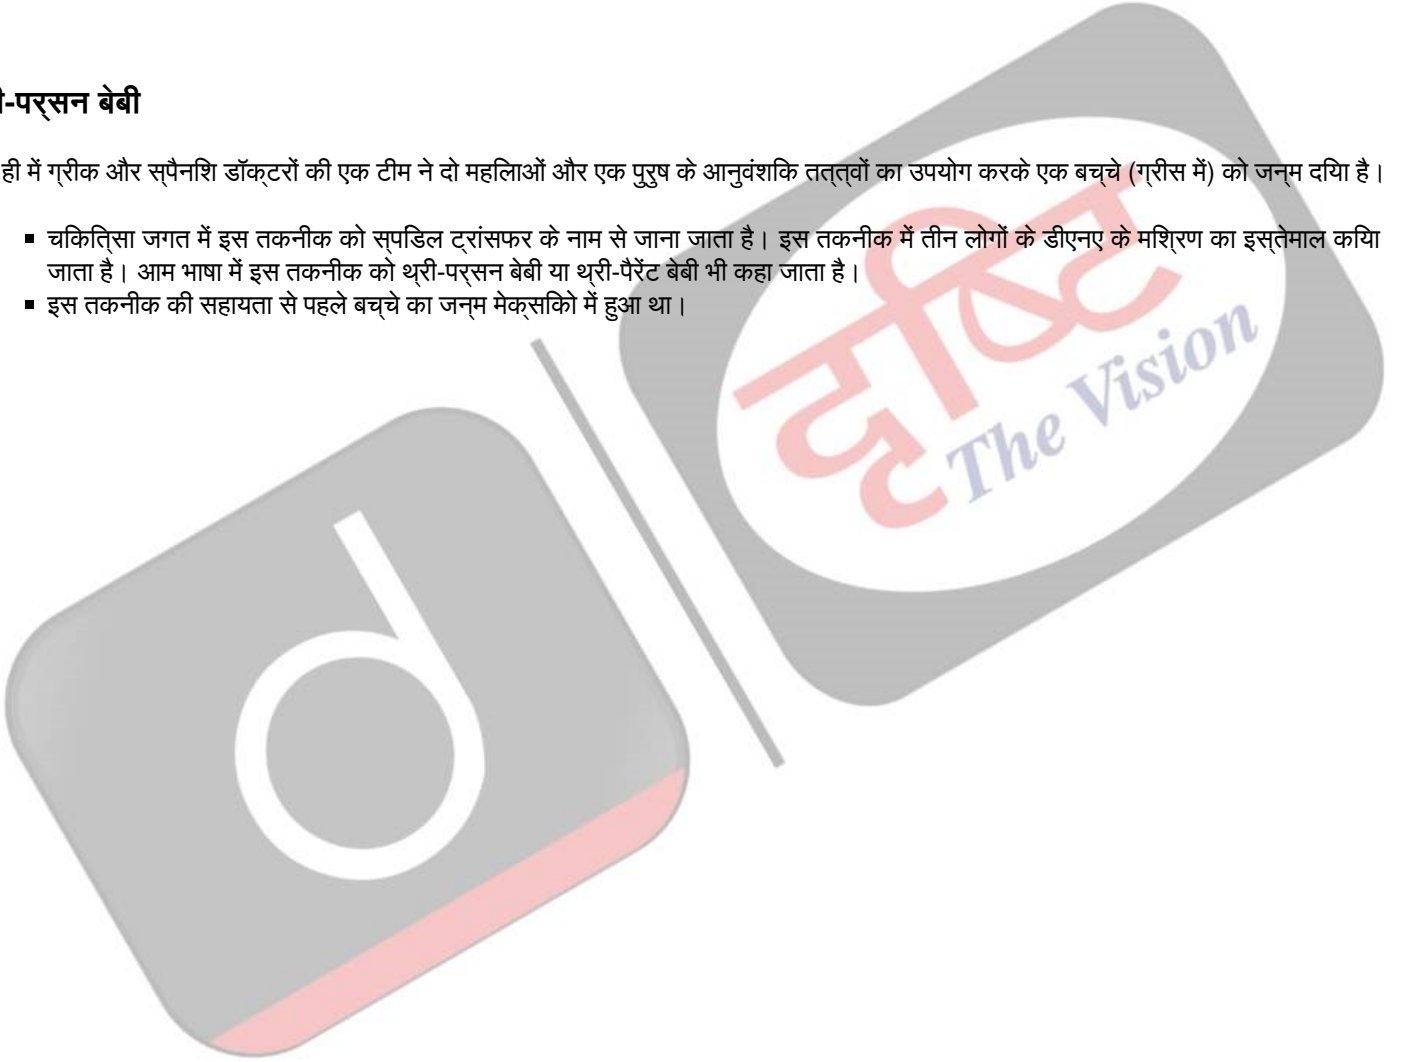 ी-पर्सन बेबी
ही में ग्रीक और स्पैनिश डॉक्टरों की एक टीम ने दो महिलाओं और एक पुरुष के आनुवंशिक तत्त्वों का उपयोग करके एक बच्चे (ग्रीस में) को जन्म दिया है।
▪ चिकित्सा जगत में इस तकनीक को स्पिडल ट्रांसफर के नाम से जाना जाता है। इस तकनीक में तीन लोगों के डीएनए के मिश्रण का इस्तेमाल किया
जाता है। आम भाषा में इस तकनीक को थ्री-पर्सन बेबी या थ्री-पैरेंट बेबी भी कहा जाता है।
▪ इस तकनीक की सहायता से पहले बच्चे का जन्म मेक्सिको में हुआ था।
दृष्टि
The Vision
d